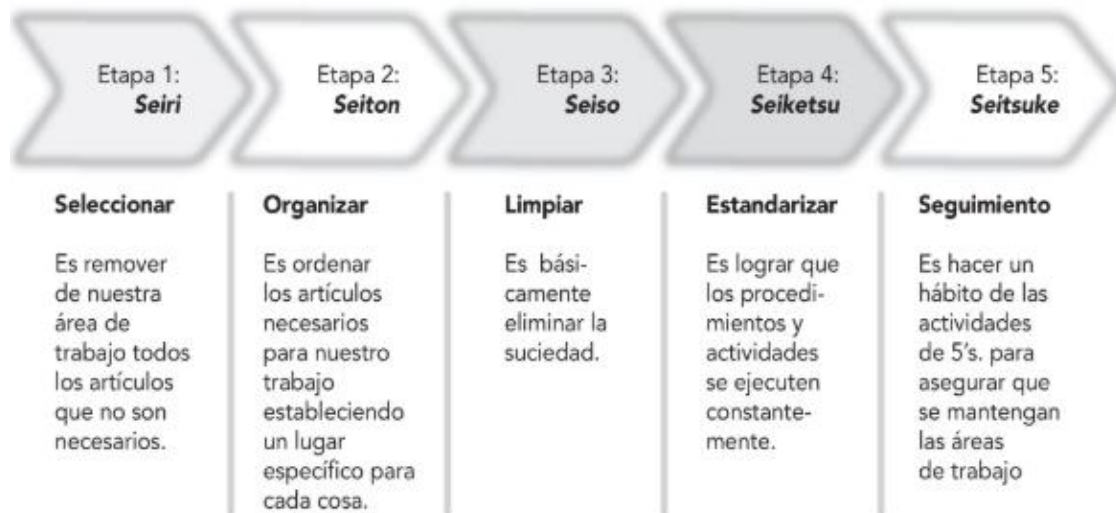 Etapa 1:
Seiri
Etapa 2:
Seiton
Etapa 3:
Seiso
Etapa 4:
Seiketsu
Etapa 5:
Seitsuke
Seleccionar
Es remover
de nuestra
área de
trabajo todos
los artículos
que no son
necesarios.
Organizar
Es ordenar
los artículos
necesarios
para nuestro
trabajo
estableciendo
un lugar
específico para
cada cosa.
Limpiar
Es bási-
camente
eliminar la
suciedad.
Estandarizar
Es lograr que
los procedi-
mientos y
actividades
se ejecuten
constante-
mente.
Seguimiento
Es hacer un
hábito de las
actividades
de 5's. para
asegurar que
se mantengan
las áreas
de trabajo